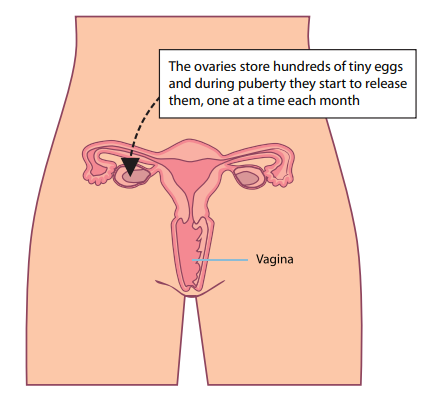 The ovaries store hundreds of tiny eggs
and during puberty they start to release
them, one at a time each month
Vagina